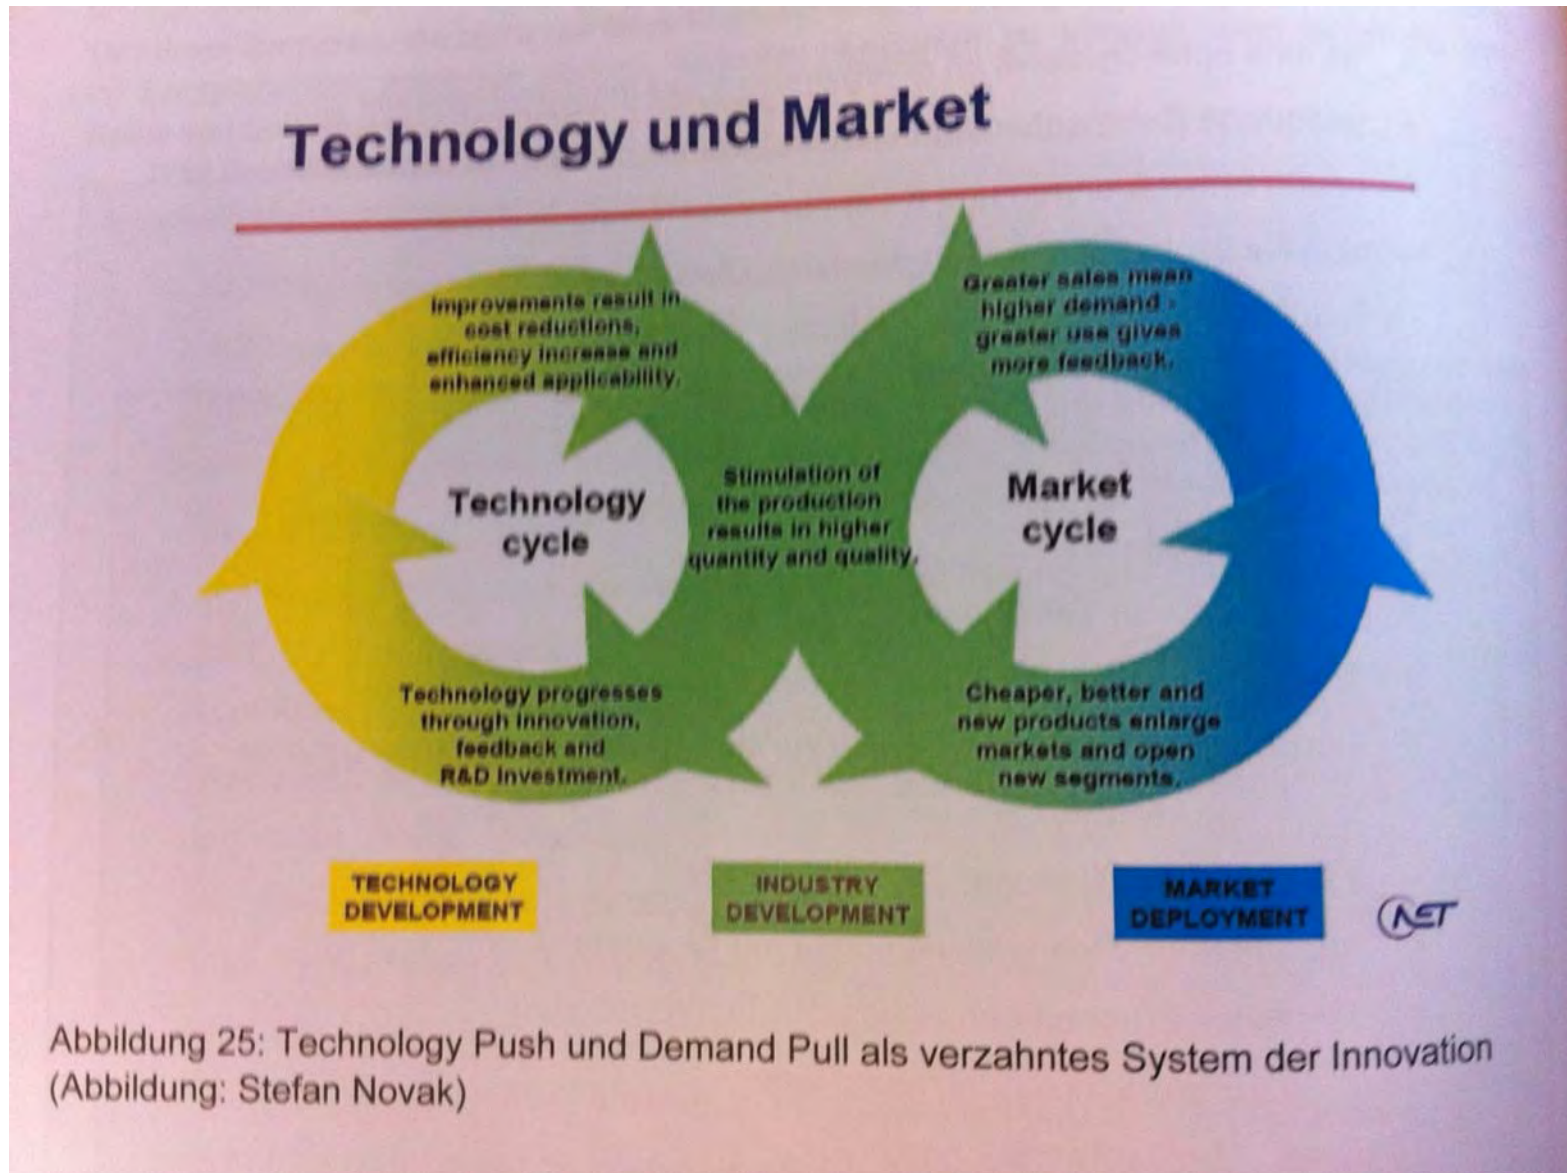 Technology und Market
Improvements result in
cost reductions,
efficiency increase and
enhanced applicability.
Greater sales mean
higher demand -
greater use gives
more feedback.
Technology
cycle
Stimulation of
the production
results in higher
quantity and quality.
Market
cycle
Technology progresses
through innovation,
feedback and
R&D investment.
Cheaper, better and
new products enlarge
markets and open
new segments.
TECHNOLOGY
DEVELOPMENT
INDUSTRY
DEVELOPMENT
MARKET
DEPLOYMENT
Abbildung 25: Technology Push und Demand Pull als verzahntes System der Innovation
(Abbildung: Stefan Novak)